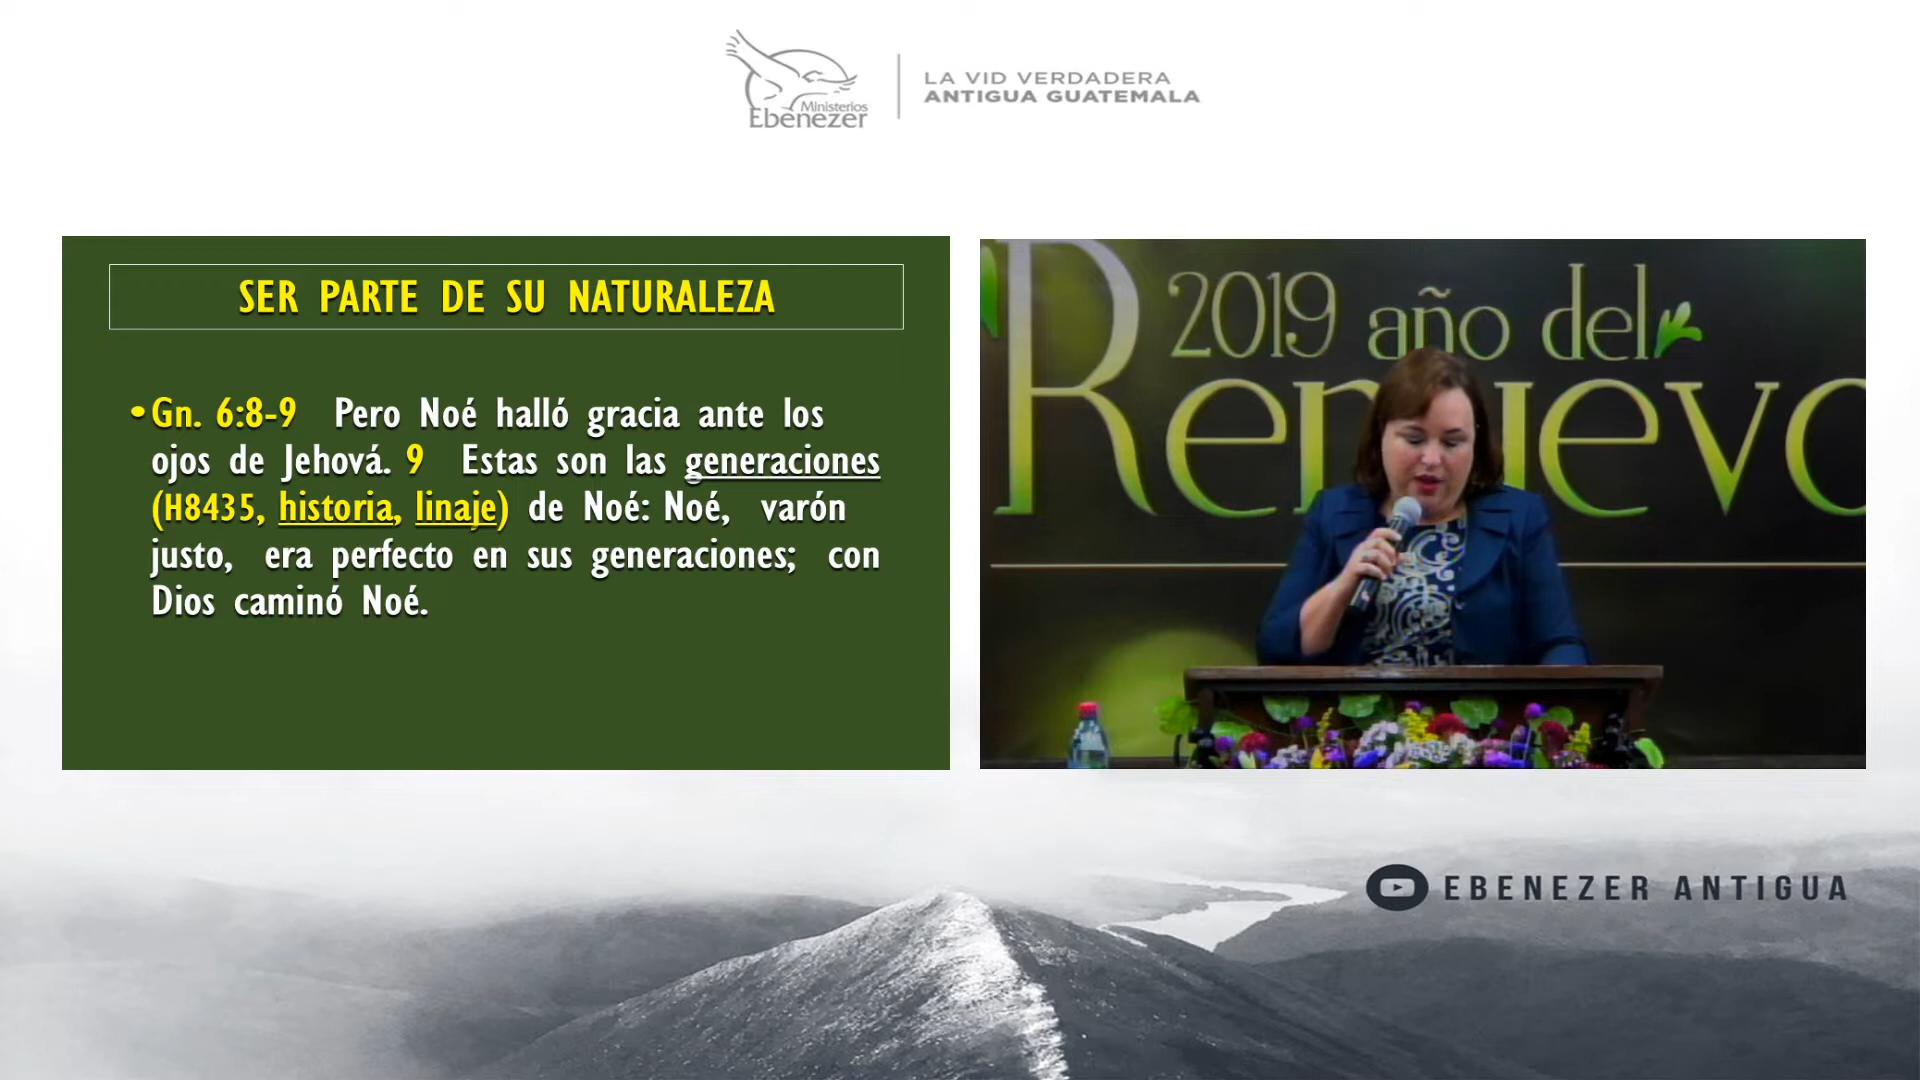 Ministerios
Ebenezer
LA VID VERDADERA
ANTIGUA GUATEMALA
SER PARTE DE SU NATURALEZA
•Gn. 6:8-9 Pero Noé halló gracia ante los
ojos de Jehová. 9 Estas son las generaciones
(H8435, historia, linaje) de Noé: Noé, varón
justo, era perfecto en sus generaciones; con
Dios caminó Noé.
2019 año del
Renuevo
EBENEZER ANTIGUA